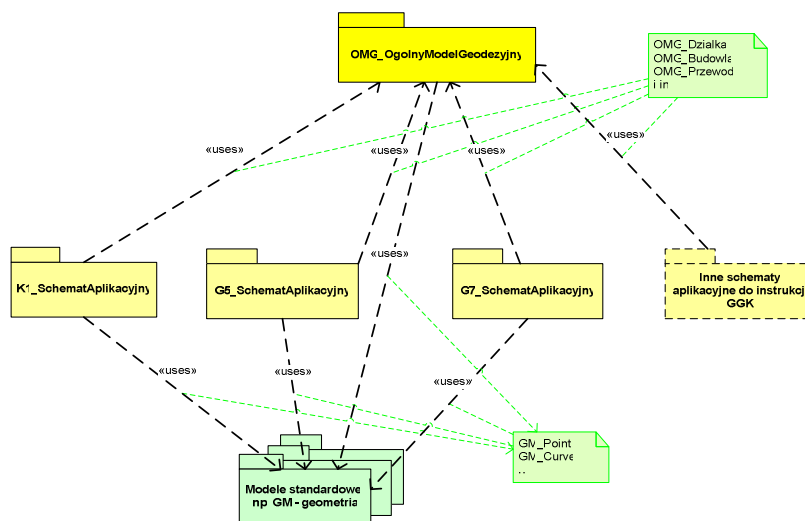 OMG_OgolnyModelGeodezyjny
OMG_Dzialka
OMG_Budowla
OMG_Przewod
i in
«uses»
«uses»
«uses»
«uses»
«uses»
K1_SchematAplikacyjny
G5_SchematAplikacyjny
G7_SchematAplikacyjny
Inne schematy
aplikacyjne do instrukcji
GGK
«uses»
«uses»
«uses»
GM_Point
GM_Curve
..
Modele standardowe
np GM - geometria